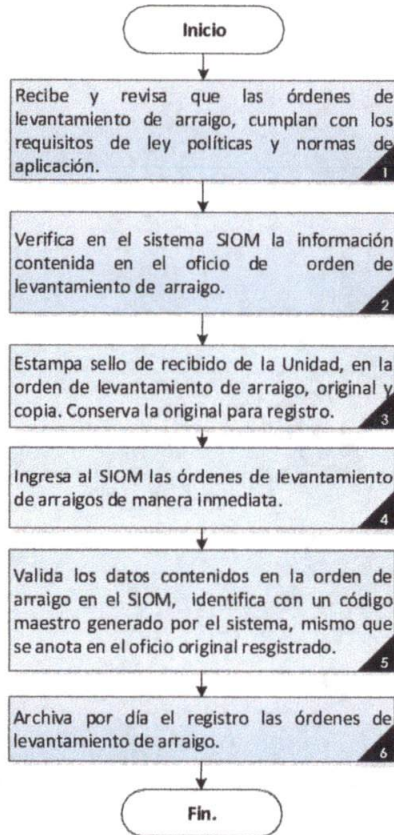 Inicio
Recibe y revisa que las órdenes de
levantamiento de arraigo, cumplan con los
requisitos de ley políticas y normas de
aplicación.
1
Verifica en el sistema SIOM la información
contenida en el oficio de orden de
levantamiento de arraigo.
2
Estampa sello de recibido de la Unidad, en la
orden de levantamiento de arraigo, original y
copia. Conserva la original para registro.
3
Ingresa al SIOM las órdenes de levantamiento
de arraigos de manera inmediata.
4
Valida los datos contenidos en la orden de
arraigo en el SIOM, identifica con un código
maestro generado por el sistema, mismo que
se anota en el oficio original resgistrado.
5
Archiva por día el registro las órdenes de
levantamiento de arraigo.
6
Fin.